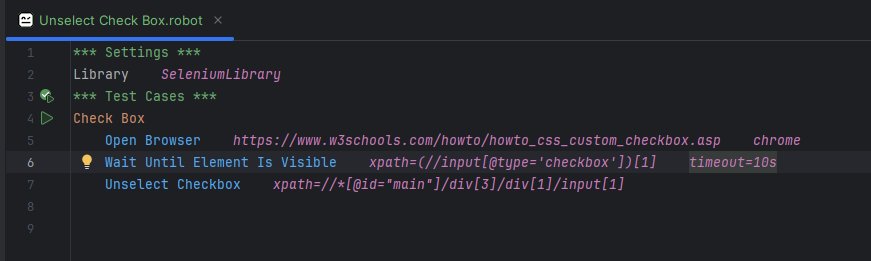 Unselect Check Box.robot ×
1 *** Settings ***
2 Library    SeleniumLibrary
3 *** Test Cases ***
4 Check Box
5     Open Browser    https://www.w3schools.com/howto/howto_css_custom_checkbox.asp    chrome
6     Wait Until Element Is Visible    xpath=(//input[@type='checkbox'])[1]    timeout=10s
7     Unselect Checkbox    xpath=//*[@id="main"]/div[3]/div[1]/input[1]
8
9